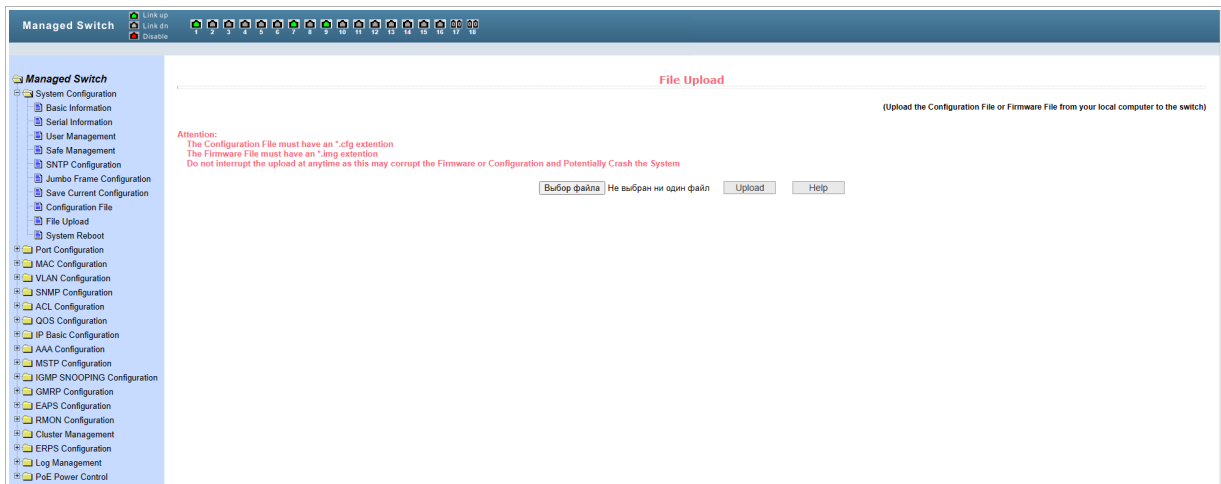 Managed Switch
Link up
Link dn
Disable
1 2 3 4 5 6 7 8 9 10 11 12 13 14 15 16 17 18
Managed Switch
System Configuration
Basic Information
Serial Information
User Management
Safe Management
SNTP Configuration
Jumbo Frame Configuration
Save Current Configuration
Configuration File
File Upload
System Reboot
Port Configuration
MAC Configuration
VLAN Configuration
SNMP Configuration
ACL Configuration
QOS Configuration
IP Basic Configuration
AAA Configuration
MSTP Configuration
IGMP SNOOPING Configuration
GMRP Configuration
EAPS Configuration
RMON Configuration
Cluster Management
ERPS Configuration
Log Management
PoE Power Control
File Upload
(Upload the Configuration File or Firmware File from your local computer to the switch)
Attention:
The Configuration File must have an *.cfg extention
The Firmware File must have an *.img extention
Do not interrupt the upload at anytime as this may corrupt the Firmware or Configuration and Potentially Crash the System
Выбор файла Не выбран ни один файл Upload Help